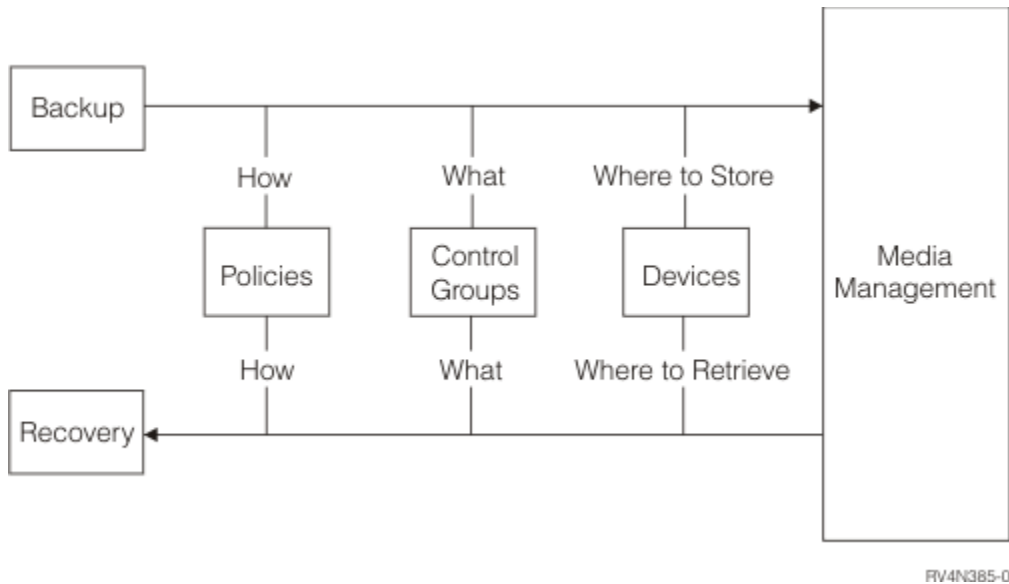 Backup
How
What
Where to Store
Policies
Control
Groups
Devices
Media
Management
How
What
Where to Retrieve
Recovery
RV4N385-0